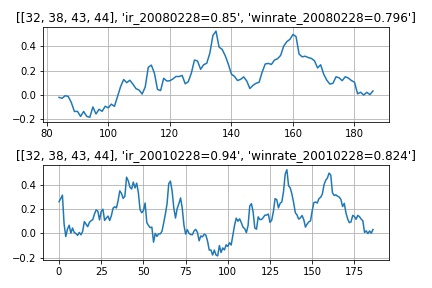 [[32, 38, 43, 44], 'ir_20080228=0.85', 'winrate_20080228=0.796']
0.4
0.2
0.0
−0.2
80 100 120 140 160 180
[[32, 38, 43, 44], 'ir_20010228=0.94', 'winrate_20010228=0.824']
0.4
0.2
0.0
−0.2
0 25 50 75 100 125 150 175